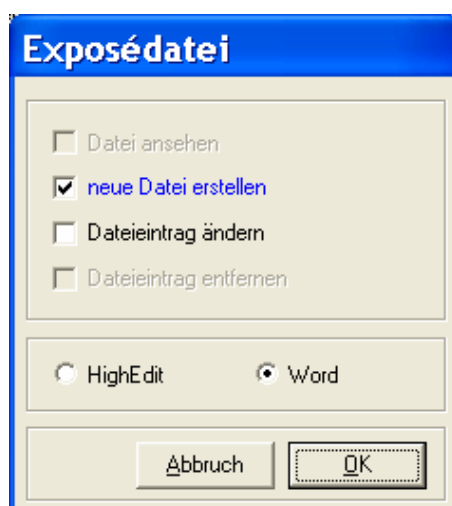 Exposédatei
Datei ansehen
neue Datei erstellen
Dateieintrag ändern
Dateieintrag entfernen
HighEdit Word
Abbruch OK